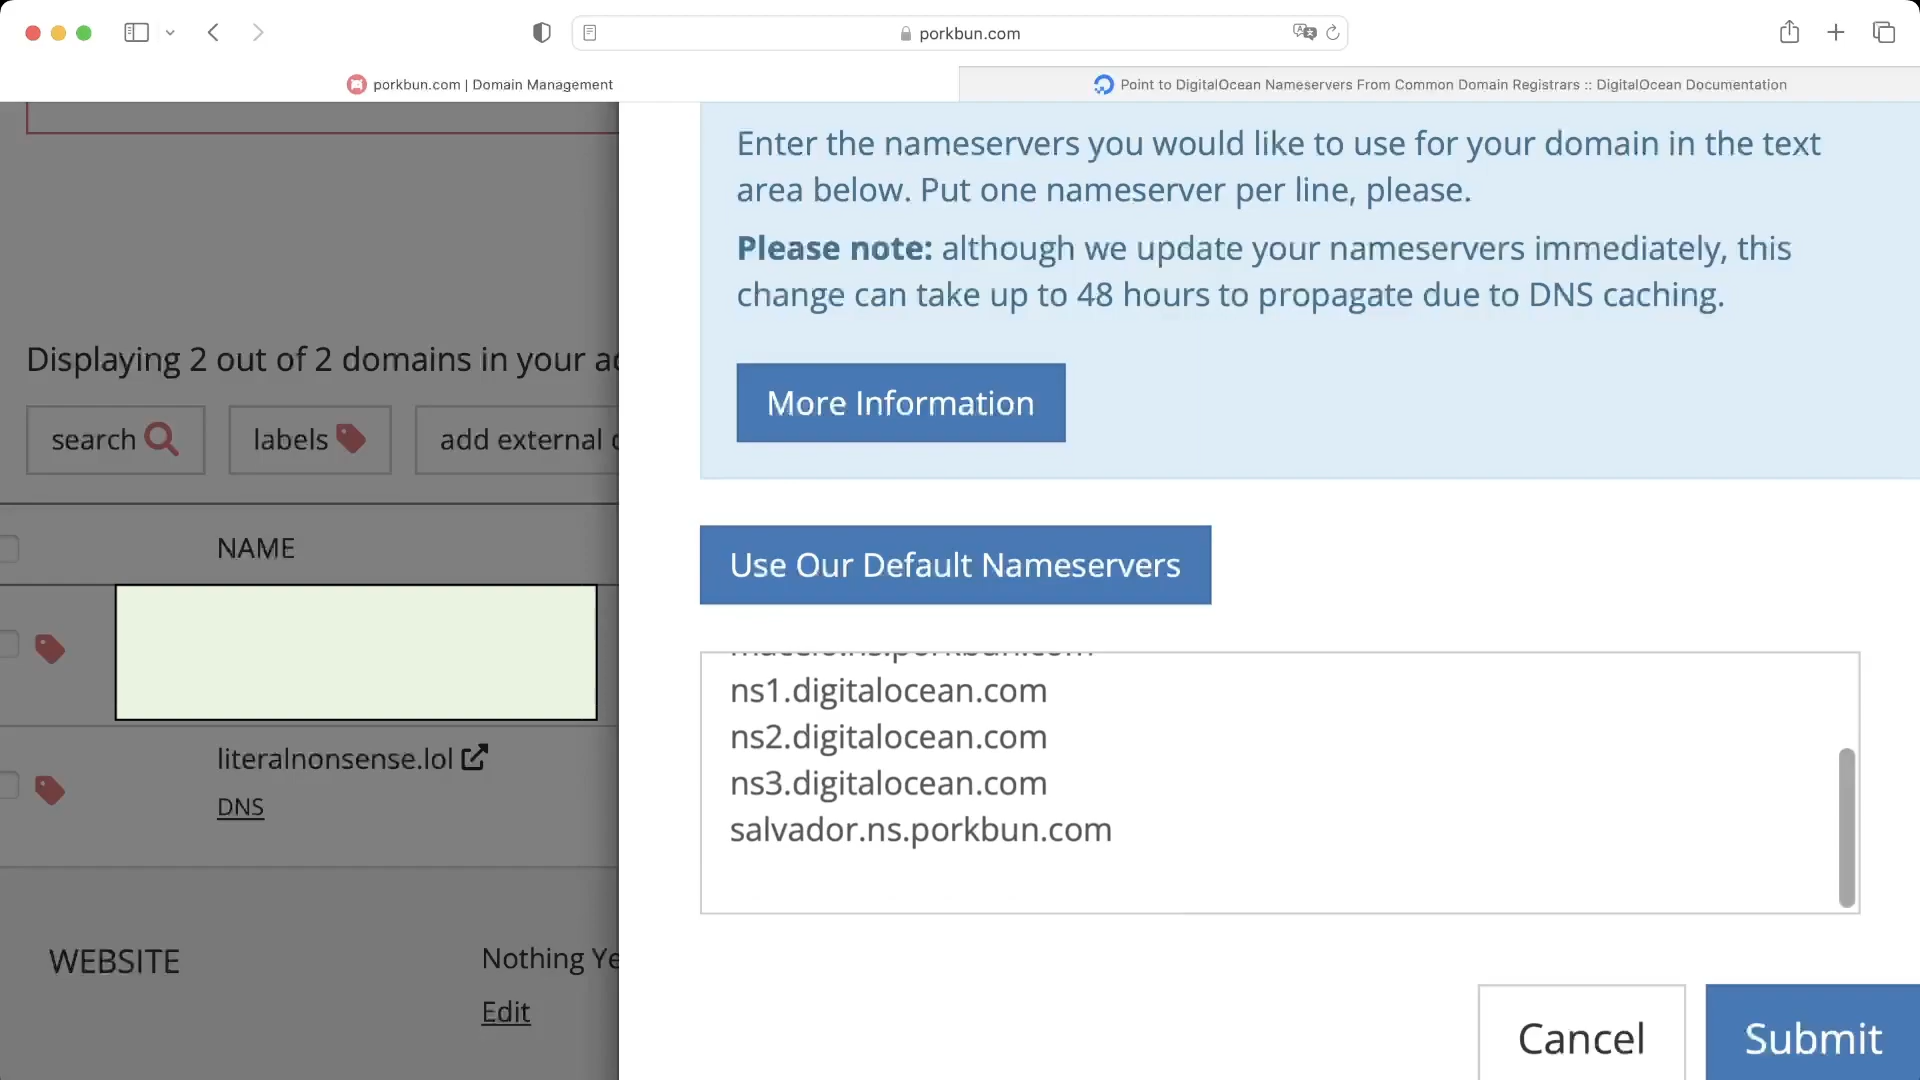 porkbun.com
porkbun.com | Domain Management
Point to DigitalOcean Nameservers From Common Domain Registrars :: DigitalOcean Documentation
Enter the nameservers you would like to use for your domain in the text
area below. Put one nameserver per line, please.
Please note: although we update your nameservers immediately, this
change can take up to 48 hours to propagate due to DNS caching.
More Information
Use Our Default Nameservers
ns1.digitalocean.com
ns2.digitalocean.com
ns3.digitalocean.com
salvador.ns.porkbun.com
Cancel
Submit
Displaying 2 out of 2 domains in your
search
labels
add external
NAME
literalnonsense.lol
DNS
WEBSITE
Nothing Ye
Edit